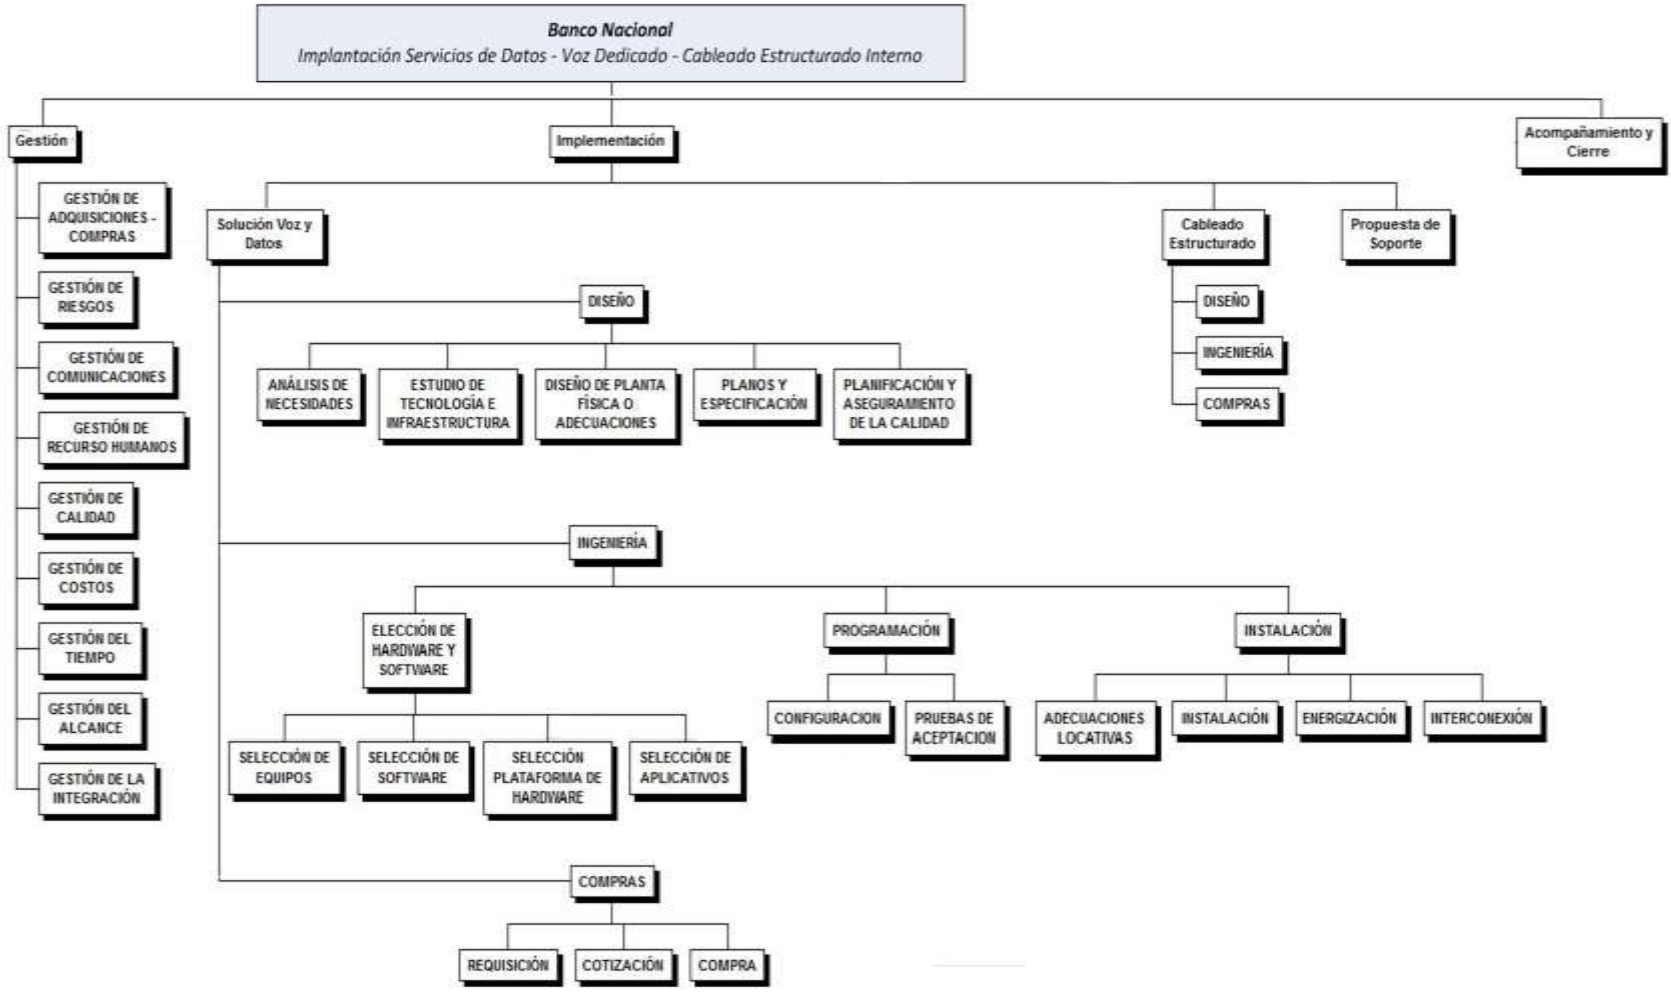 Banco Nacional
Implantación Servicios de Datos - Voz Dedicado - Cableado Estructurado Interno
Gestión
Implementación
Acompañamiento y
Cierre
GESTIÓN DE
ADQUISICIONES -
COMPRAS
GESTIÓN DE
RIESGOS
GESTIÓN DE
COMUNICACIONES
GESTIÓN DE
RECURSO HUMANOS
GESTIÓN DE
CALIDAD
GESTIÓN DE
COSTOS
GESTIÓN DEL
TIEMPO
GESTIÓN DEL
ALCANCE
GESTIÓN DE LA
INTEGRACIÓN
Solución Voz y
Datos
Cableado
Estructurado
Propuesta de
Soporte
DISEÑO
ANÁLISIS DE
NECESIDADES
ESTUDIO DE
TECNOLOGÍA E
INFRAESTRUCTURA
DISEÑO DE PLANTA
FÍSICA O
ADECUACIONES
PLANOS Y
ESPECIFICACIÓN
PLANIFICACIÓN Y
ASEGURAMIENTO
DE LA CALIDAD
DISEÑO
INGENIERÍA
COMPRAS
INGENIERÍA
ELECCIÓN DE
HARDWARE Y
SOFTWARE
PROGRAMACIÓN
INSTALACIÓN
SELECCIÓN DE
EQUIPOS
SELECCIÓN DE
SOFTWARE
SELECCIÓN
PLATAFORMA DE
HARDWARE
SELECCIÓN DE
APLICATIVOS
CONFIGURACION
PRUEBAS DE
ACEPTACION
ADECUACIONES
LOCATIVAS
INSTALACIÓN
ENERGIZACIÓN
INTERCONEXIÓN
COMPRAS
REQUISICIÓN
COTIZACIÓN
COMPRA